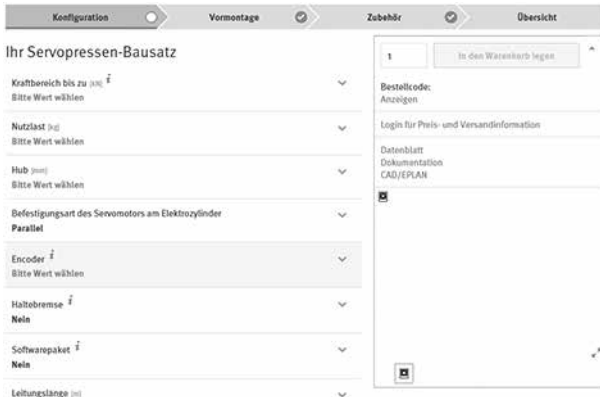 Konfiguration
Vormontage
Zubehör
Übersicht
Ihr Servopressen-Bausatz
Kraftbereich bis zu [kN] i
Bitte Wert wählen
Nutzlast [kg]
Bitte Wert wählen
Hub [mm]
Bitte Wert wählen
Befestigungsart des Servomotors am Elektrozylinder
Parallel
Encoder i
Bitte Wert wählen
Haltebremse i
Nein
Softwarepaket i
Nein
Leitungslänge [m]
1
In den Warenkorb legen
Bestellcode:
Anzeigen
Login für Preis- und Versandinformation
Datenblatt
Dokumentation
CAD/EPLAN